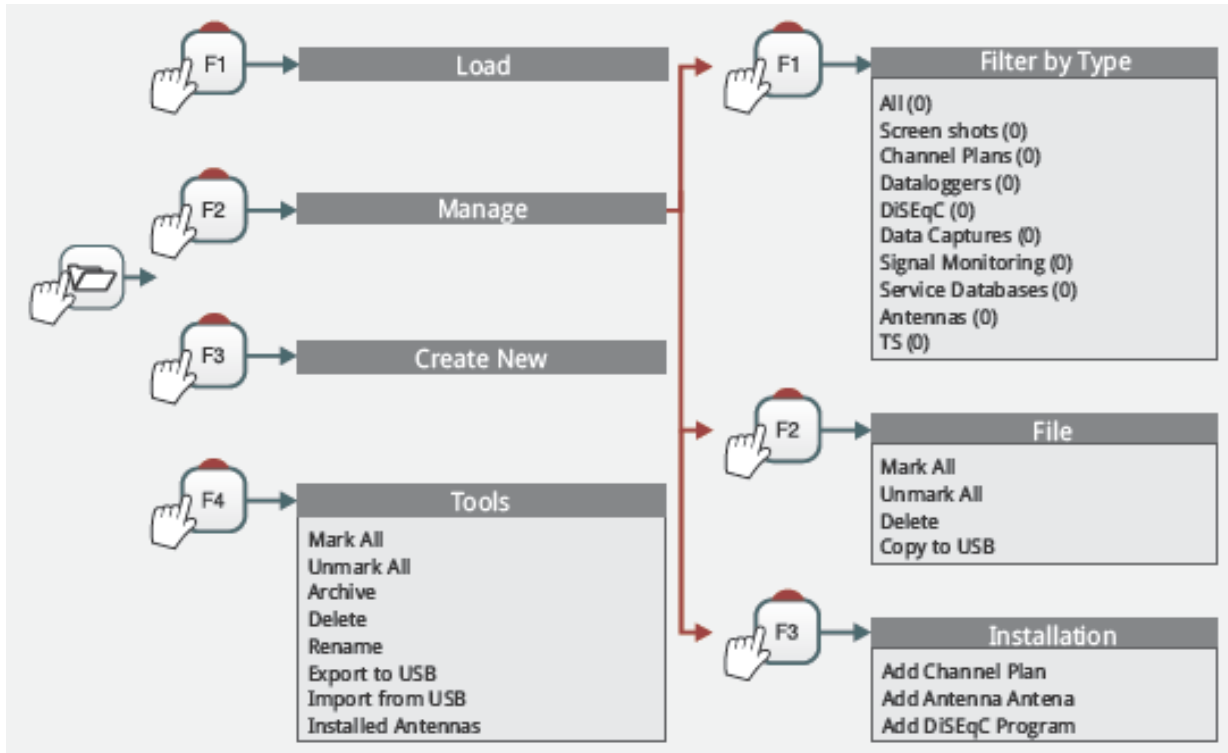 F1
Load
F2
Manage
F3
Create New
F4
Tools
Mark All
Unmark All
Archive
Delete
Rename
Export to USB
Import from USB
Installed Antennas
F1
Filter by Type
All (0)
Screen shots (0)
Channel Plans (0)
Dataloggers (0)
DiSEqC (0)
Data Captures (0)
Signal Monitoring (0)
Service Databases (0)
Antennas (0)
TS (0)
F2
File
Mark All
Unmark All
Delete
Copy to USB
F3
Installation
Add Channel Plan
Add Antenna Antena
Add DiSEqC Program